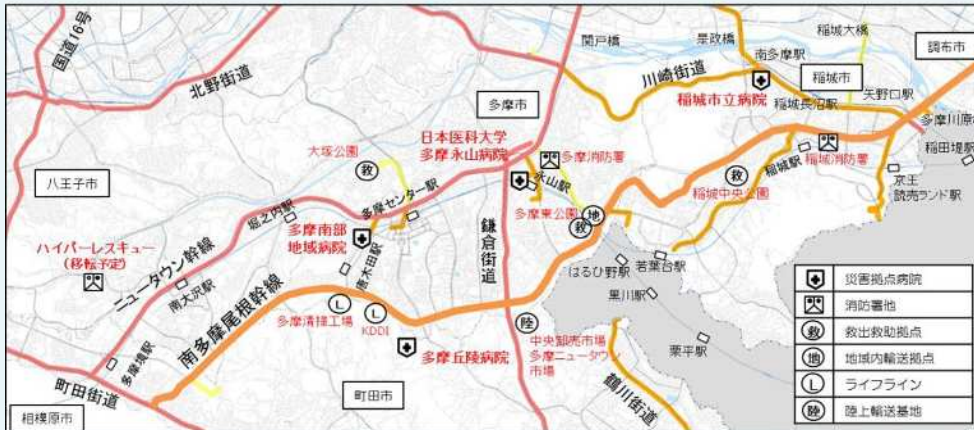 国道16号
北野街道
関戸橋
是政橋
稲城大橋
南多摩駅
調布市
川崎街道
稲城市
多摩市
稲城市立病院
稲城長沼駅
矢野口駅
多摩川原橋
日本医科大学
多摩永山病院
大塚公園
多摩消防署
稲城駅
稲城消防署
稲田堤駅
八王子市
永山駅
稲城中央公園
京王
読売ランド駅
多摩センター駅
堀之内駅
多摩東公園
多摩南部
地域病院
鎌倉街道
ハイパーレスキュー
(移転予定)
ニュータウン幹線
唐木田駅
はるひ野駅
若葉台駅
南大沢駅
南多摩尾根幹線
黒川駅
多摩清掃工場
KDDI
中央卸売市場
多摩ニュータウン
市場
多摩丘陵病院
栗平駅
多摩境駅
町田街道
町田市
鶴川街道
相模原市
災害拠点病院
消防署他
救 救出救助拠点
地 地域内輸送拠点
L ライフライン
陸 陸上輸送基地